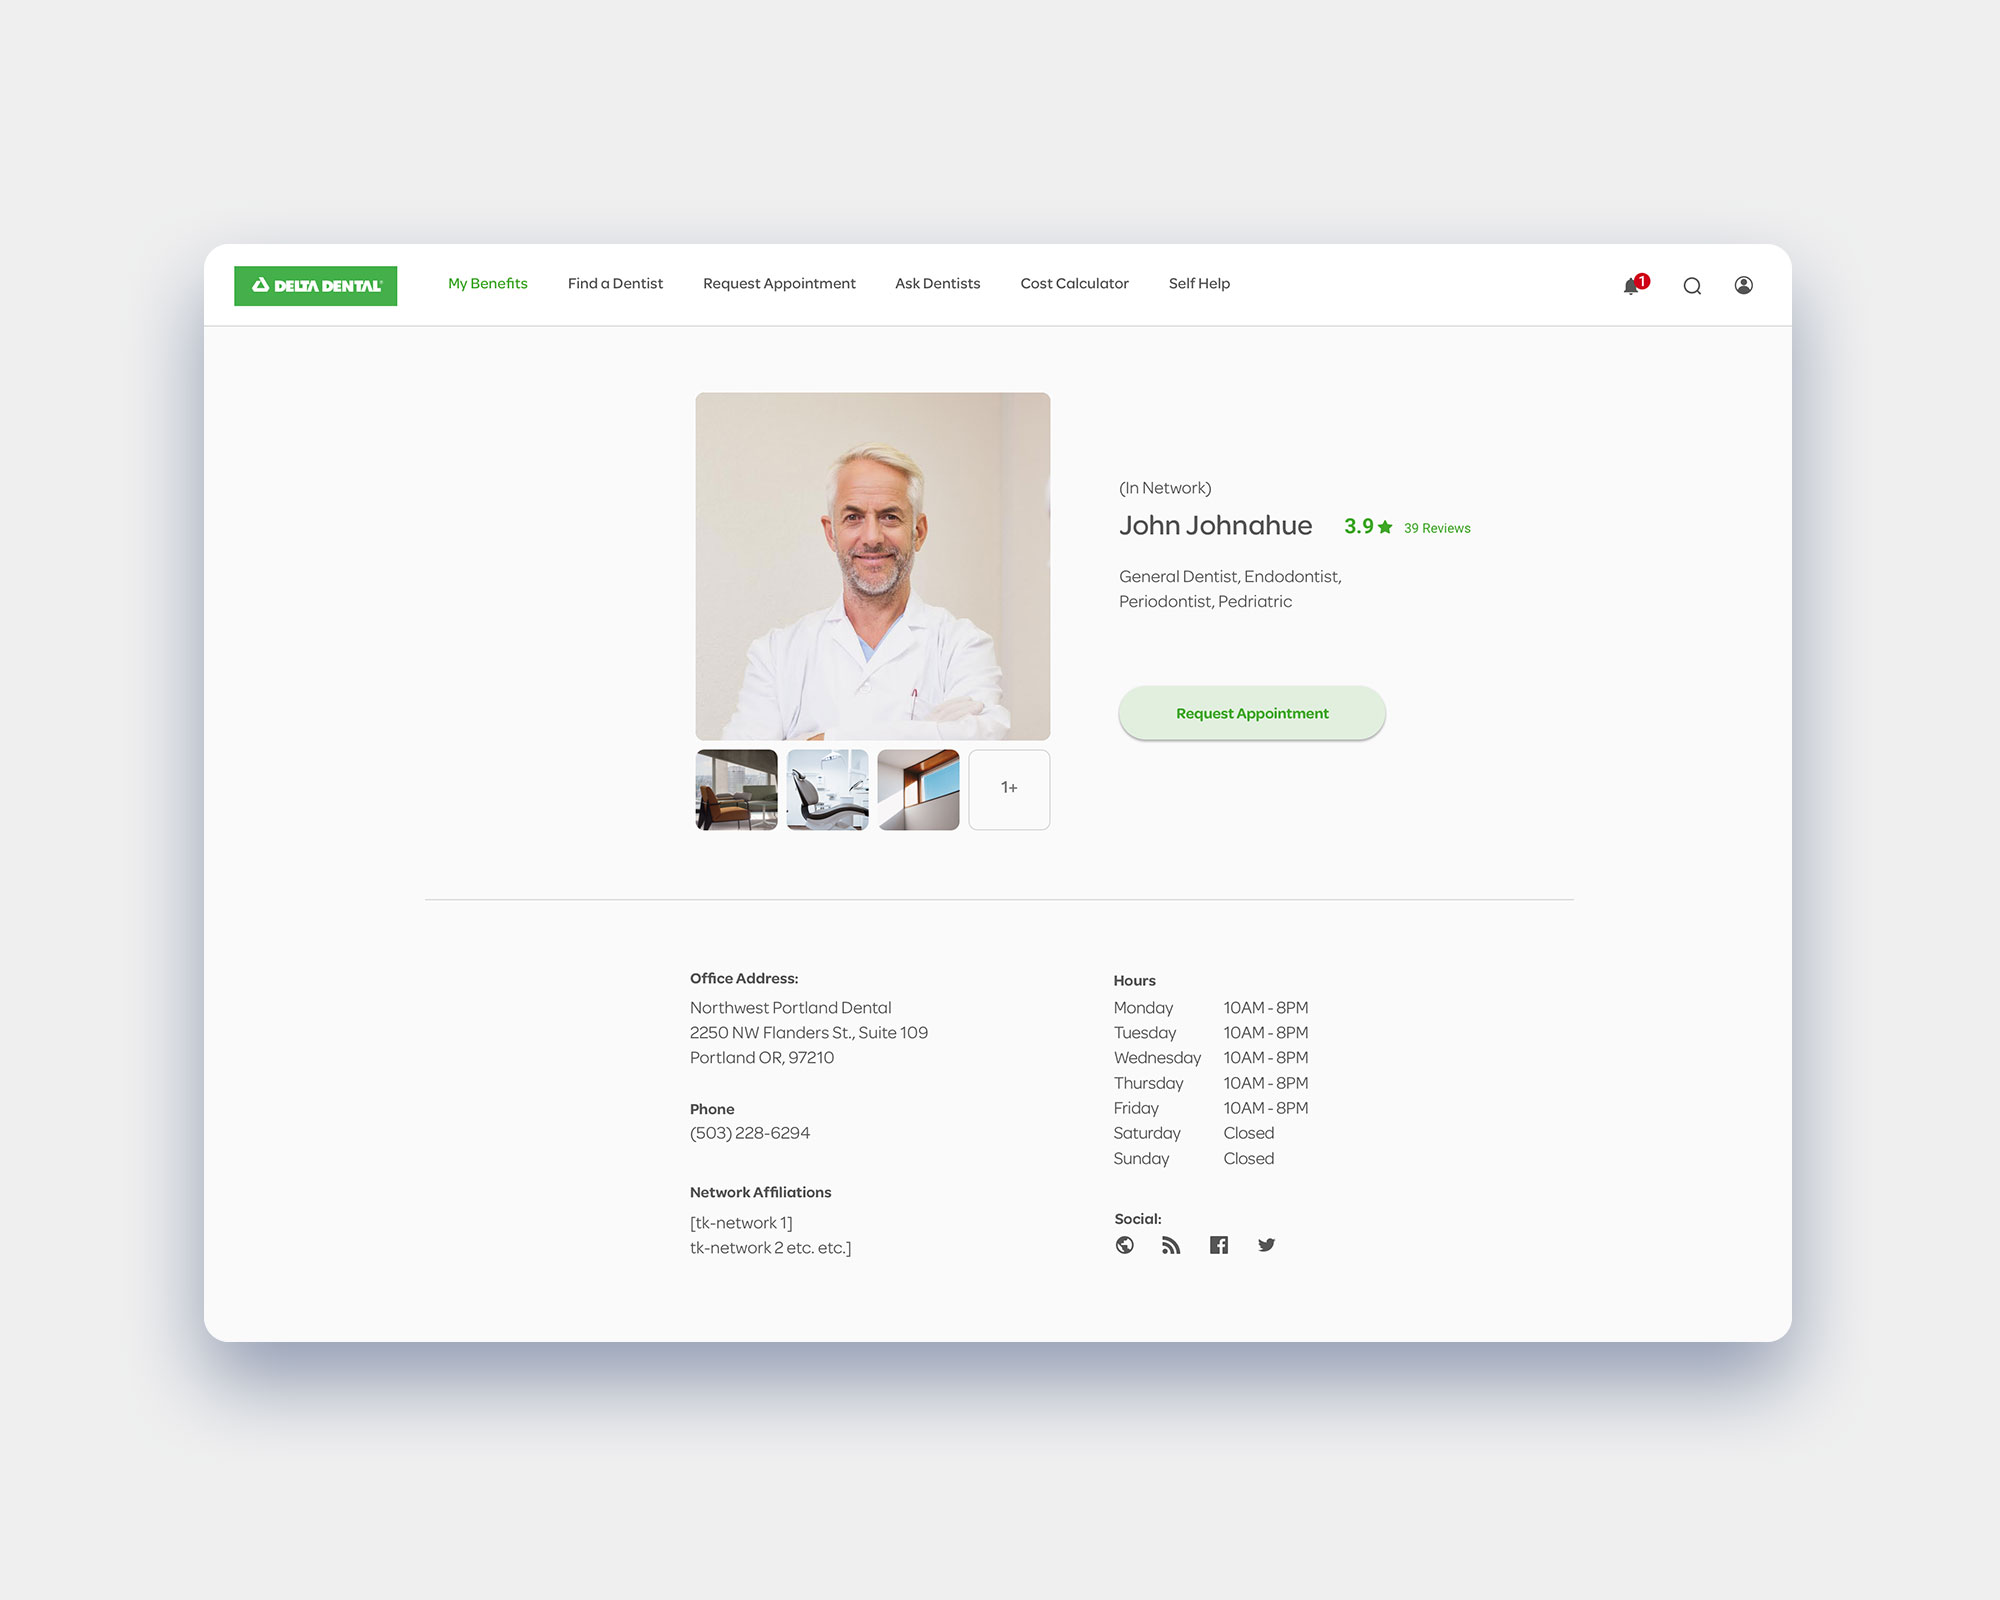 DELTA DENTAL
My Benefits
Find a Dentist
Request Appointment
Ask Dentists
Cost Calculator
Self Help
1
(In Network)
John Johnahue
3.9★ 39 Reviews
General Dentist, Endodontist,
Periodontist, Pedriatric
Request Appointment
1+
Office Address:
Northwest Portland Dental
2250 NW Flanders St., Suite 109
Portland OR, 97210
Phone
(503) 228-6294
Network Affiliations
[tk-network 1]
tk-network 2 etc. etc.]
Hours
Monday 10AM - 8PM
Tuesday 10AM - 8PM
Wednesday 10AM - 8PM
Thursday 10AM - 8PM
Friday 10AM - 8PM
Saturday Closed
Sunday Closed
Social: